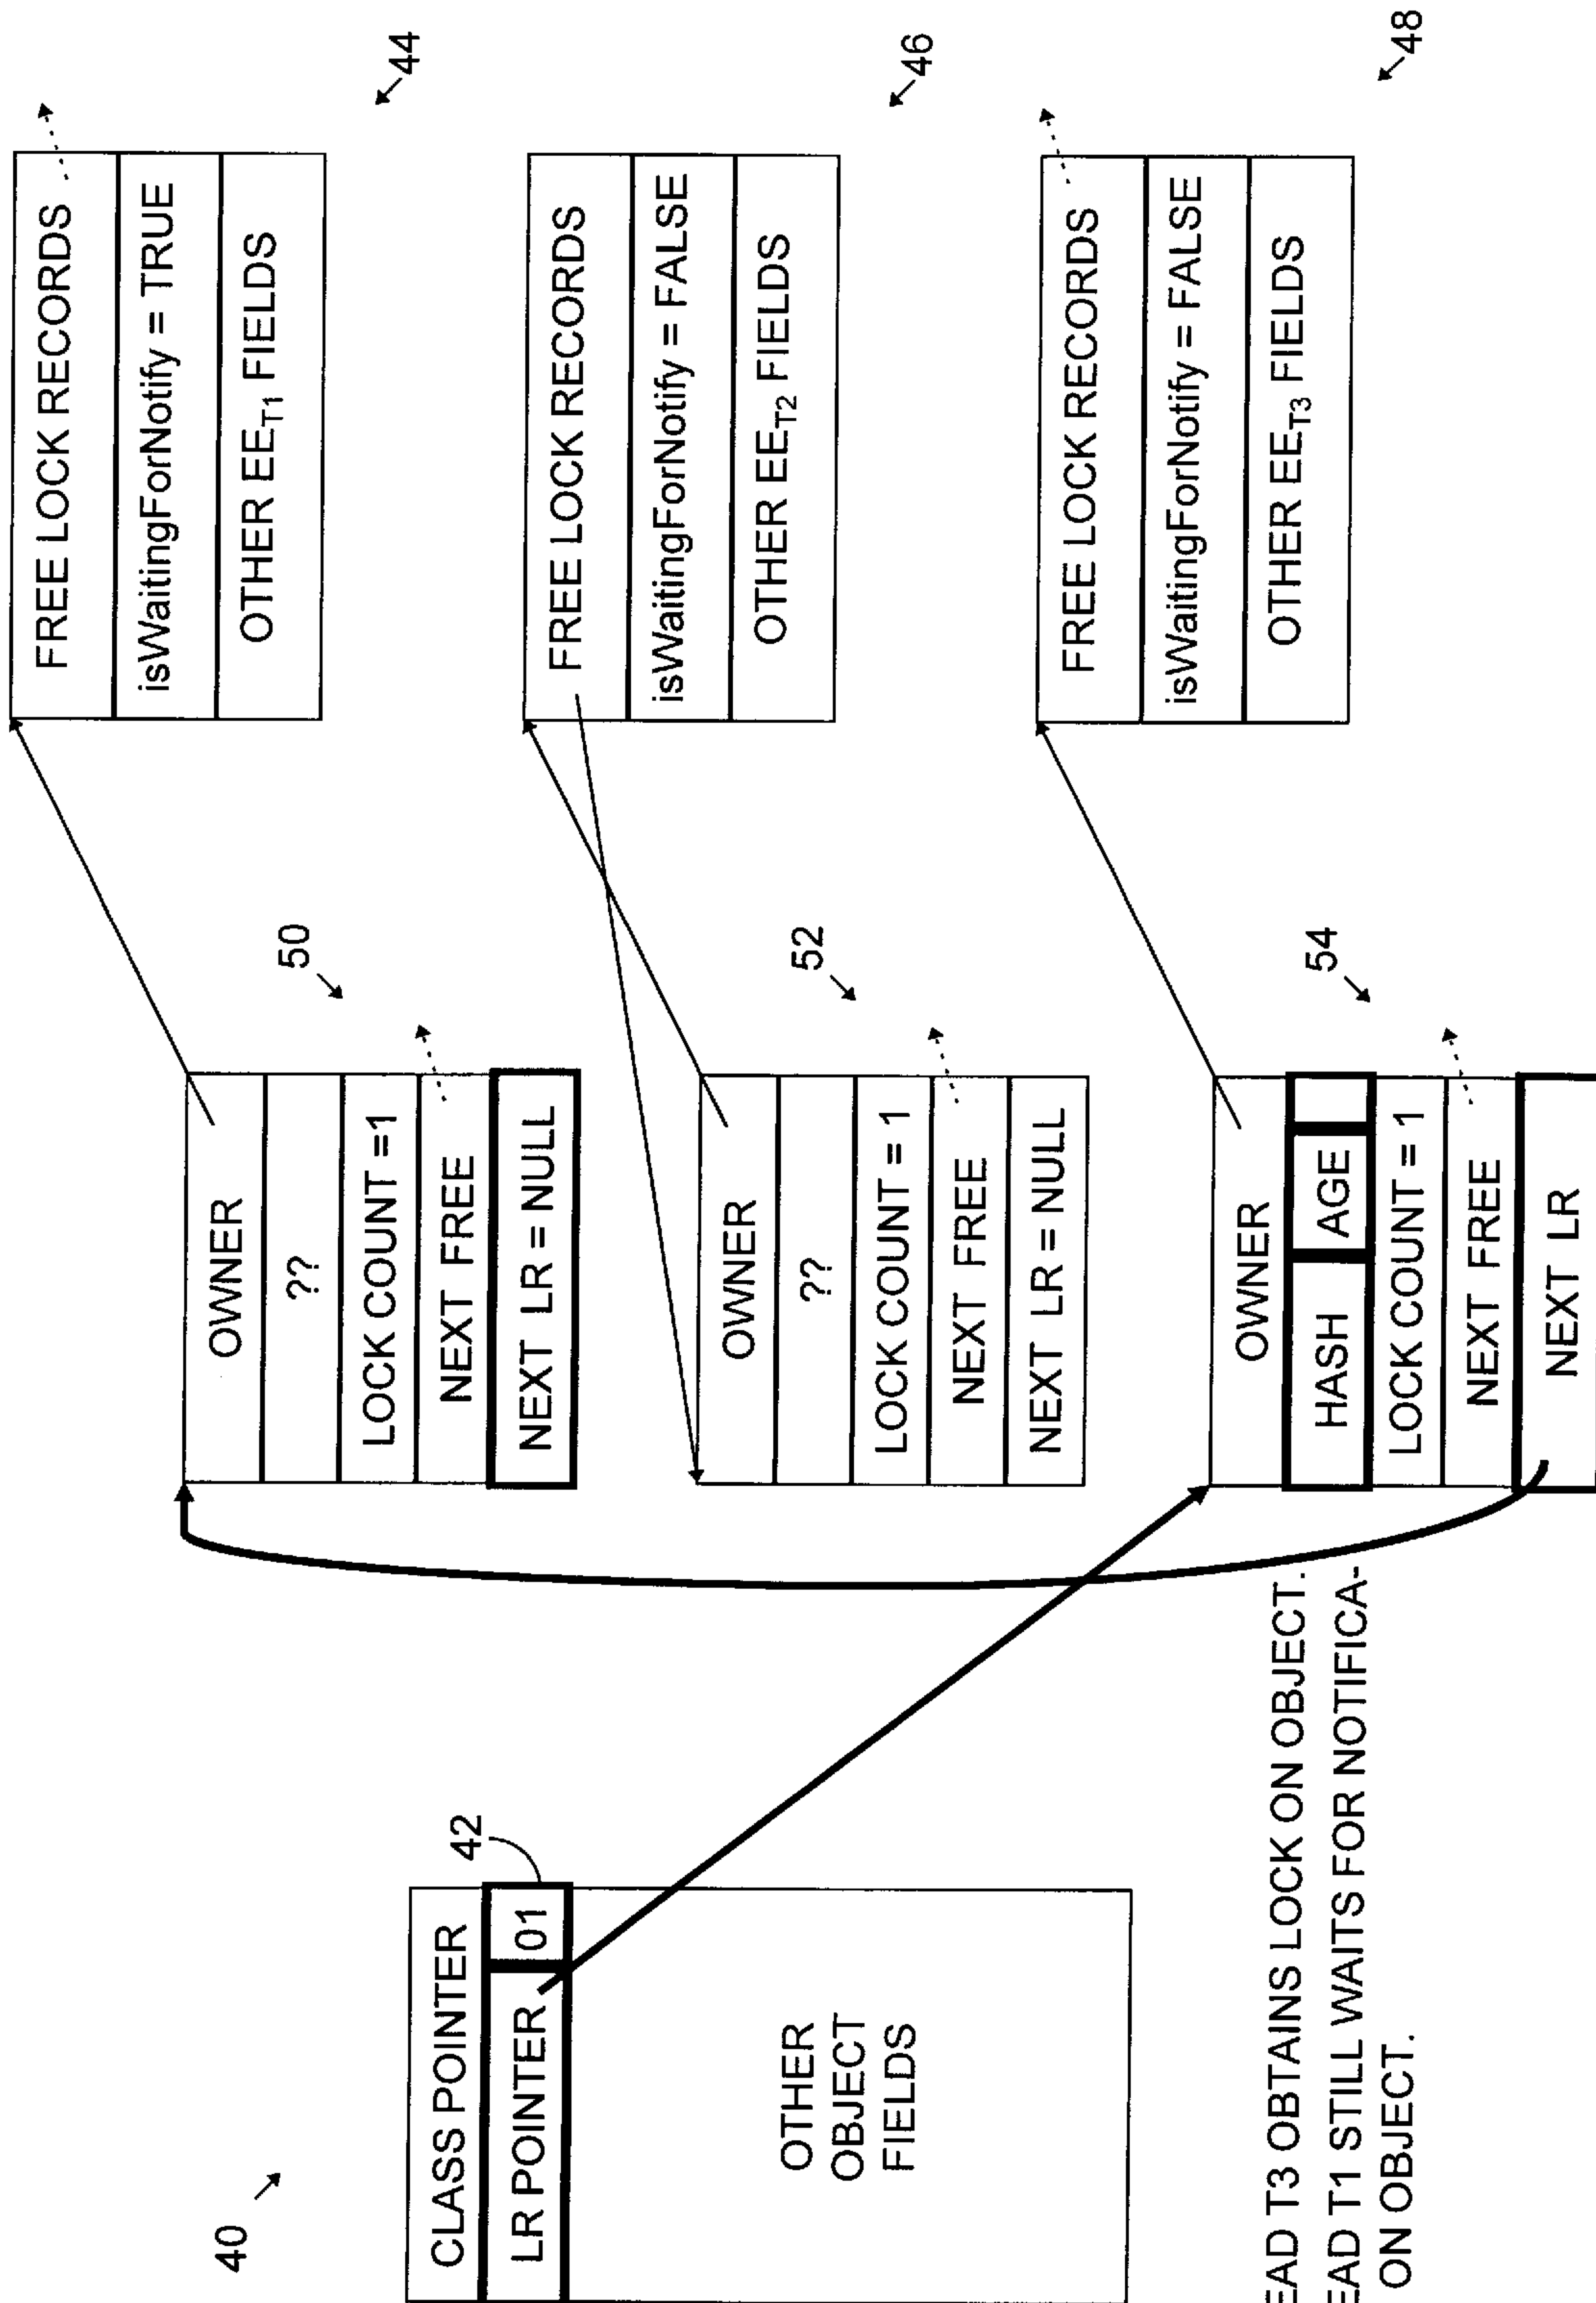 40
CLASS POINTER
LR POINTER 01
42
OTHER
OBJECT
FIELDS
EAD T3 OBTAINS LOCK ON OBJECT.
EAD T1 STILL WAITS FOR NOTIFICA-
ON OBJECT.
50
OWNER
??
LOCK COUNT =1
NEXT FREE
NEXT LR = NULL
52
OWNER
??
LOCK COUNT = 1
NEXT FREE
NEXT LR = NULL
54
OWNER
HASH AGE
LOCK COUNT = 1
NEXT FREE
NEXT LR
44
FREE LOCK RECORDS
isWaitingForNotify = TRUE
OTHER EET1 FIELDS
46
FREE LOCK RECORDS
isWaitingForNotify = FALSE
OTHER EET2 FIELDS
48
FREE LOCK RECORDS
isWaitingForNotify = FALSE
OTHER EET3 FIELDS